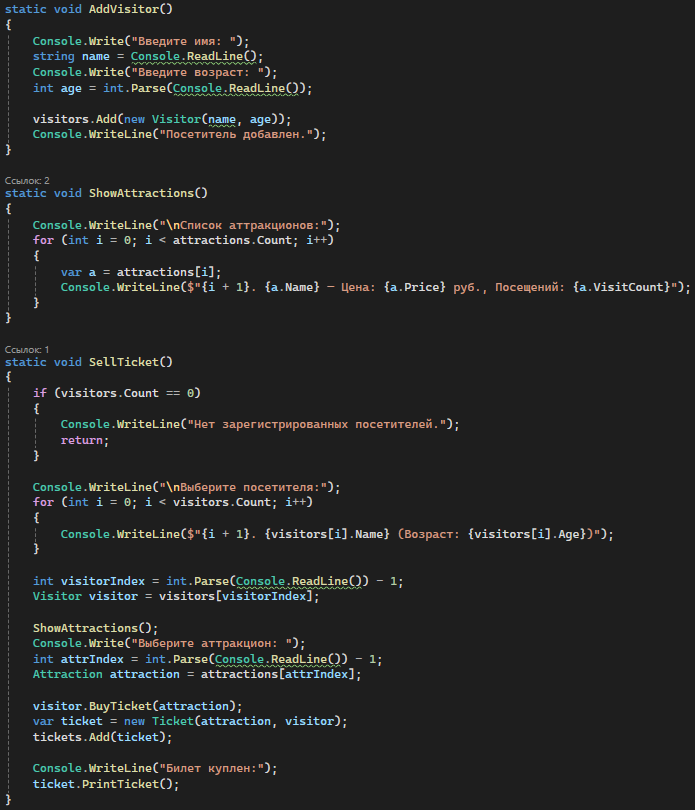 static void AddVisitor()
{
    Console.Write("Введите имя: ");
    string name = Console.ReadLine();
    Console.Write("Введите возраст: ");
    int age = int.Parse(Console.ReadLine());

    visitors.Add(new Visitor(name, age));
    Console.WriteLine("Посетитель добавлен.");
}

Ссылок: 2
static void ShowAttractions()
{
    Console.WriteLine("\nСписок аттракционов:");
    for (int i = 0; i < attractions.Count; i++)
    {
        var a = attractions[i];
        Console.WriteLine($"{i + 1}. {a.Name} — Цена: {a.Price} руб., Посещений: {a.VisitCount}");
    }
}

Ссылок: 1
static void SellTicket()
{
    if (visitors.Count == 0)
    {
        Console.WriteLine("Нет зарегистрированных посетителей.");
        return;
    }

    Console.WriteLine("\nВыберите посетителя:");
    for (int i = 0; i < visitors.Count; i++)
    {
        Console.WriteLine($"{i + 1}. {visitors[i].Name} (Возраст: {visitors[i].Age})");
    }

    int visitorIndex = int.Parse(Console.ReadLine()) - 1;
    Visitor visitor = visitors[visitorIndex];

    ShowAttractions();
    Console.Write("Выберите аттракцион: ");
    int attrIndex = int.Parse(Console.ReadLine()) - 1;
    Attraction attraction = attractions[attrIndex];

    visitor.BuyTicket(attraction);
    var ticket = new Ticket(attraction, visitor);
    tickets.Add(ticket);

    Console.WriteLine("Билет куплен:");
    ticket.PrintTicket();
}